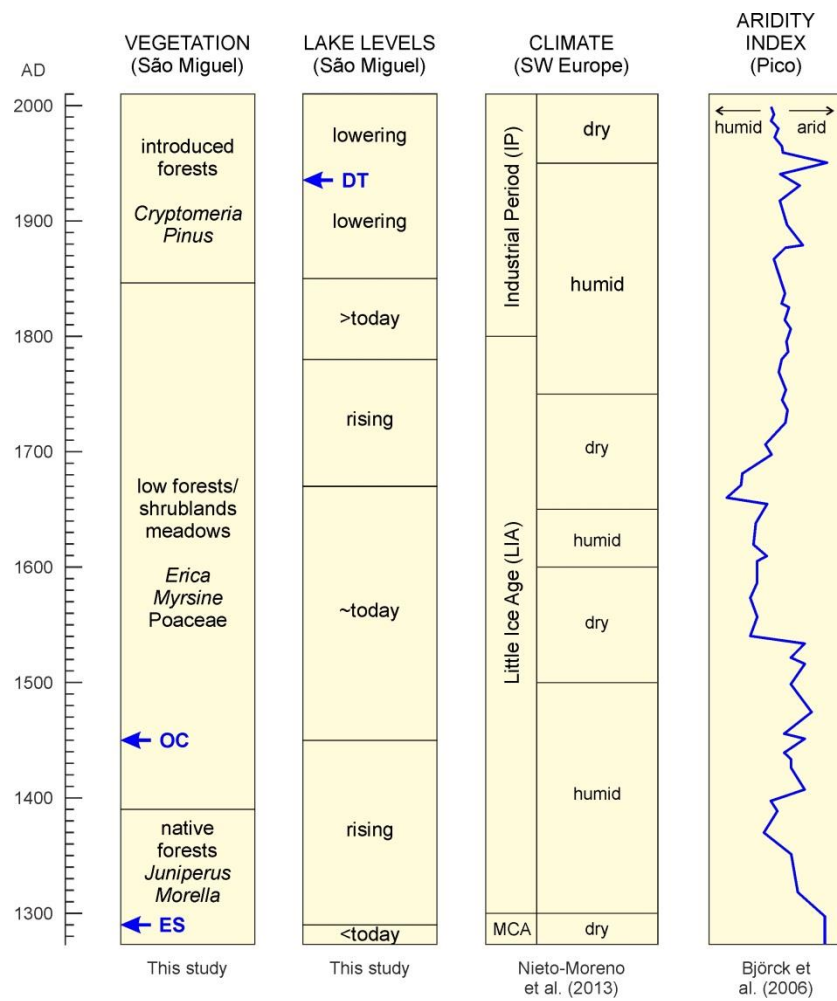 VEGETATION
(São Miguel)
LAKE LEVELS
(São Miguel)
CLIMATE
(SW Europe)
ARIDITY
INDEX
(Pico)
AD
2000
1900
1800
1700
1600
1500
1400
1300
introduced
forests
Cryptomeria
Pinus
low forests/
shrublands
meadows
Erica
Myrsine
Poaceae
OC
native
forests
Juniperus
Morella
ES
This study
lowering
DT
lowering
>today
rising
~today
rising
<today
This study
Industrial Period (IP)
Little Ice Age (LIA)
MCA
dry
humid
dry
humid
dry
humid
dry
Nieto-Moreno
et al. (2013)
humid arid
Björck et
al. (2006)